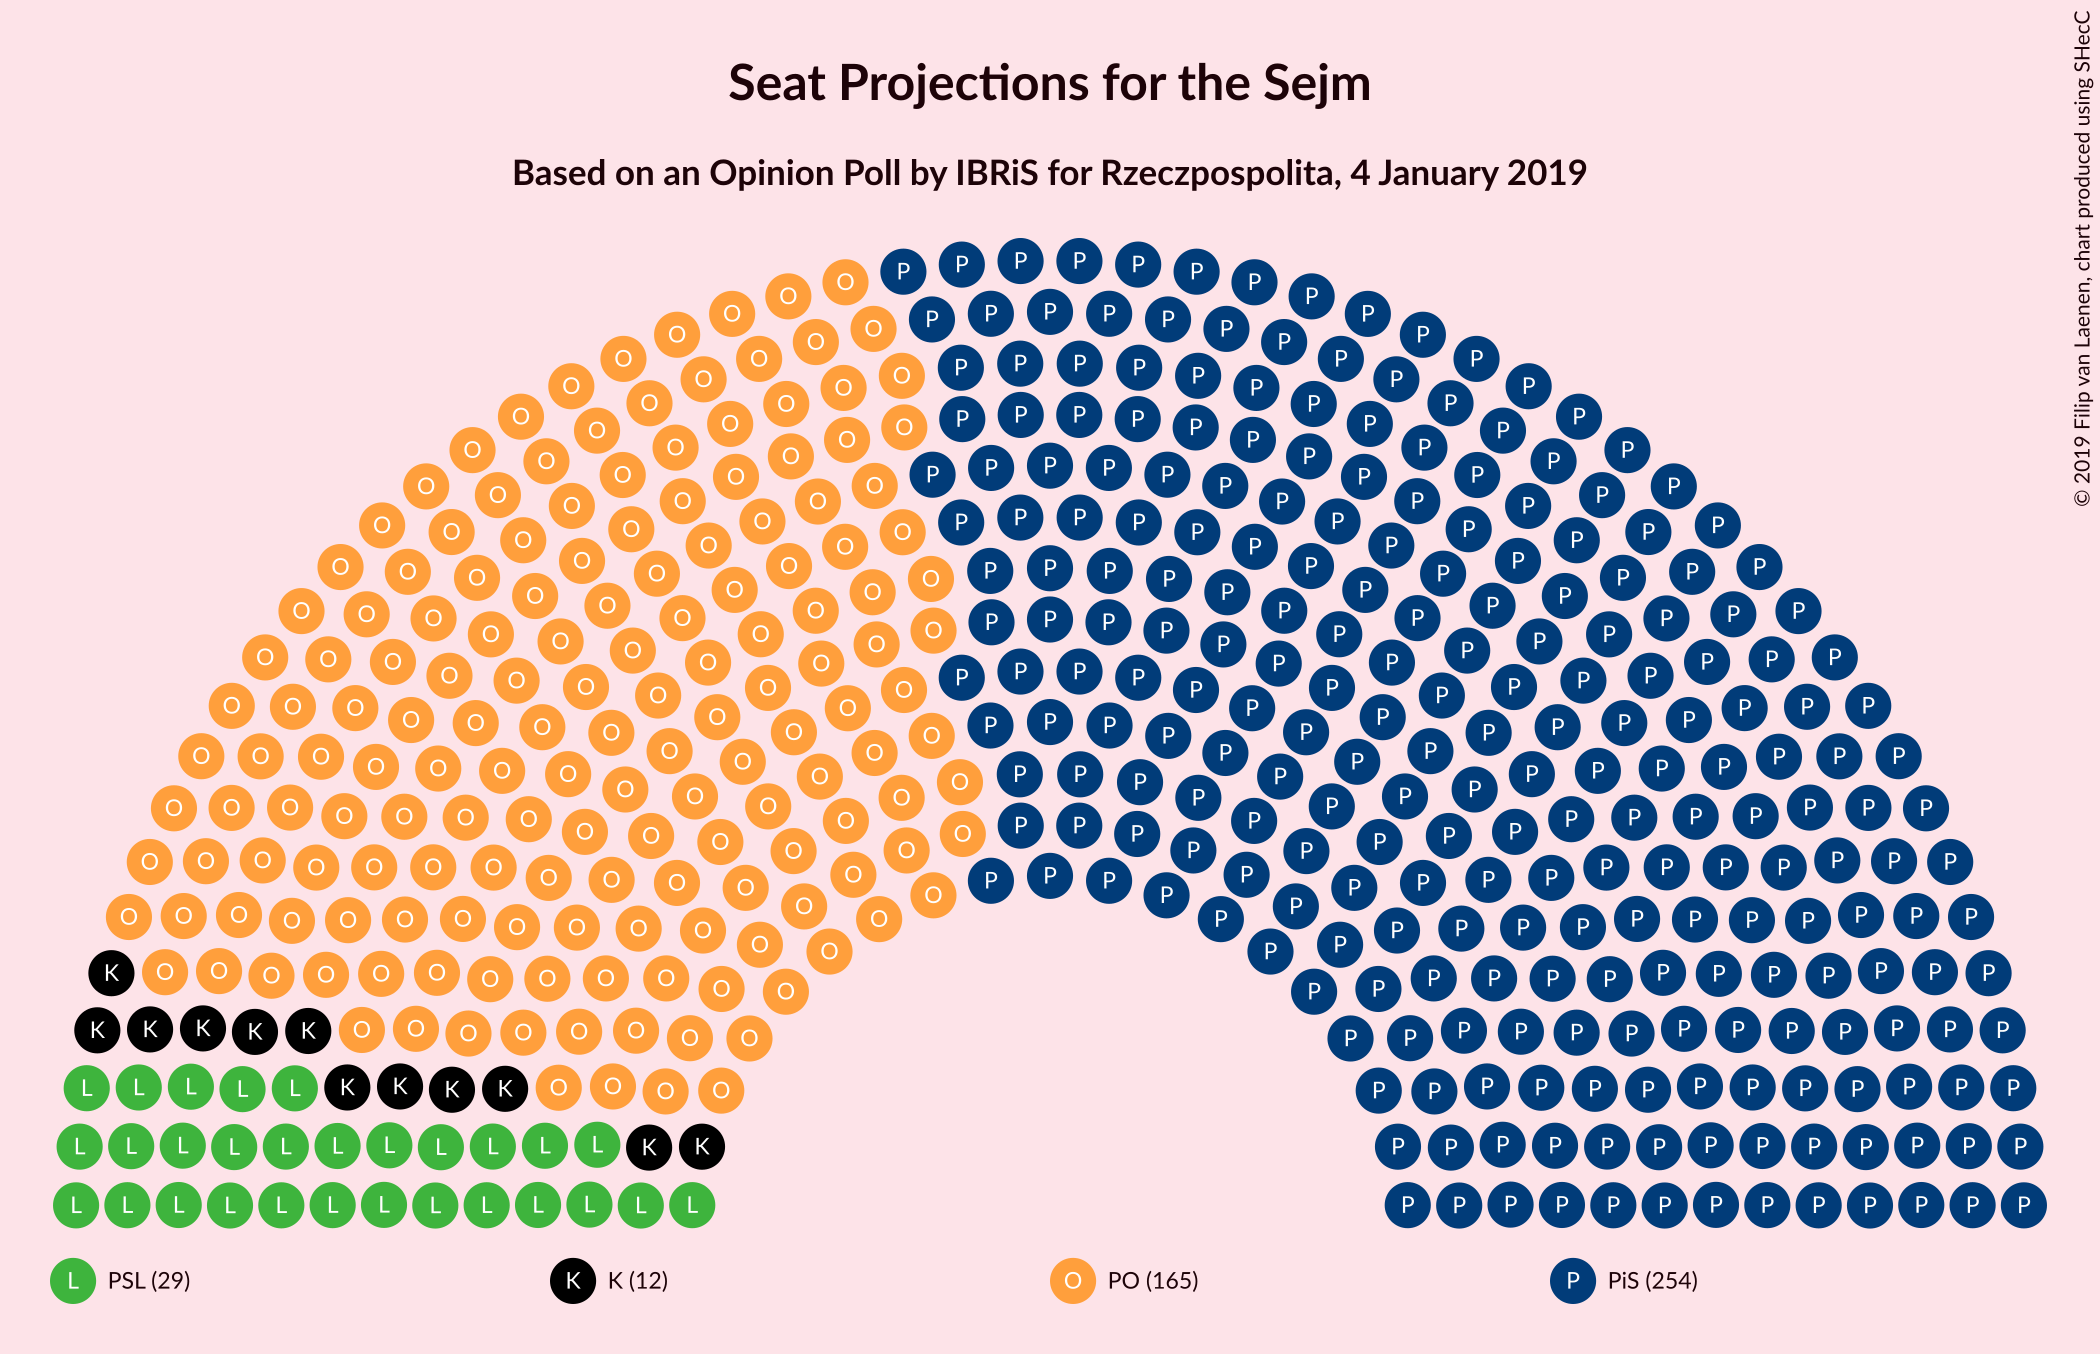 Seat Projections for the Sejm
Based on an Opinion Poll by IBRiS for Rzeczpospolita, 4 January 2019
© 2019 Filip van Laenen, chart produced using SHecC
L PSL (29)
K K (12)
O PO (165)
P PiS (254)